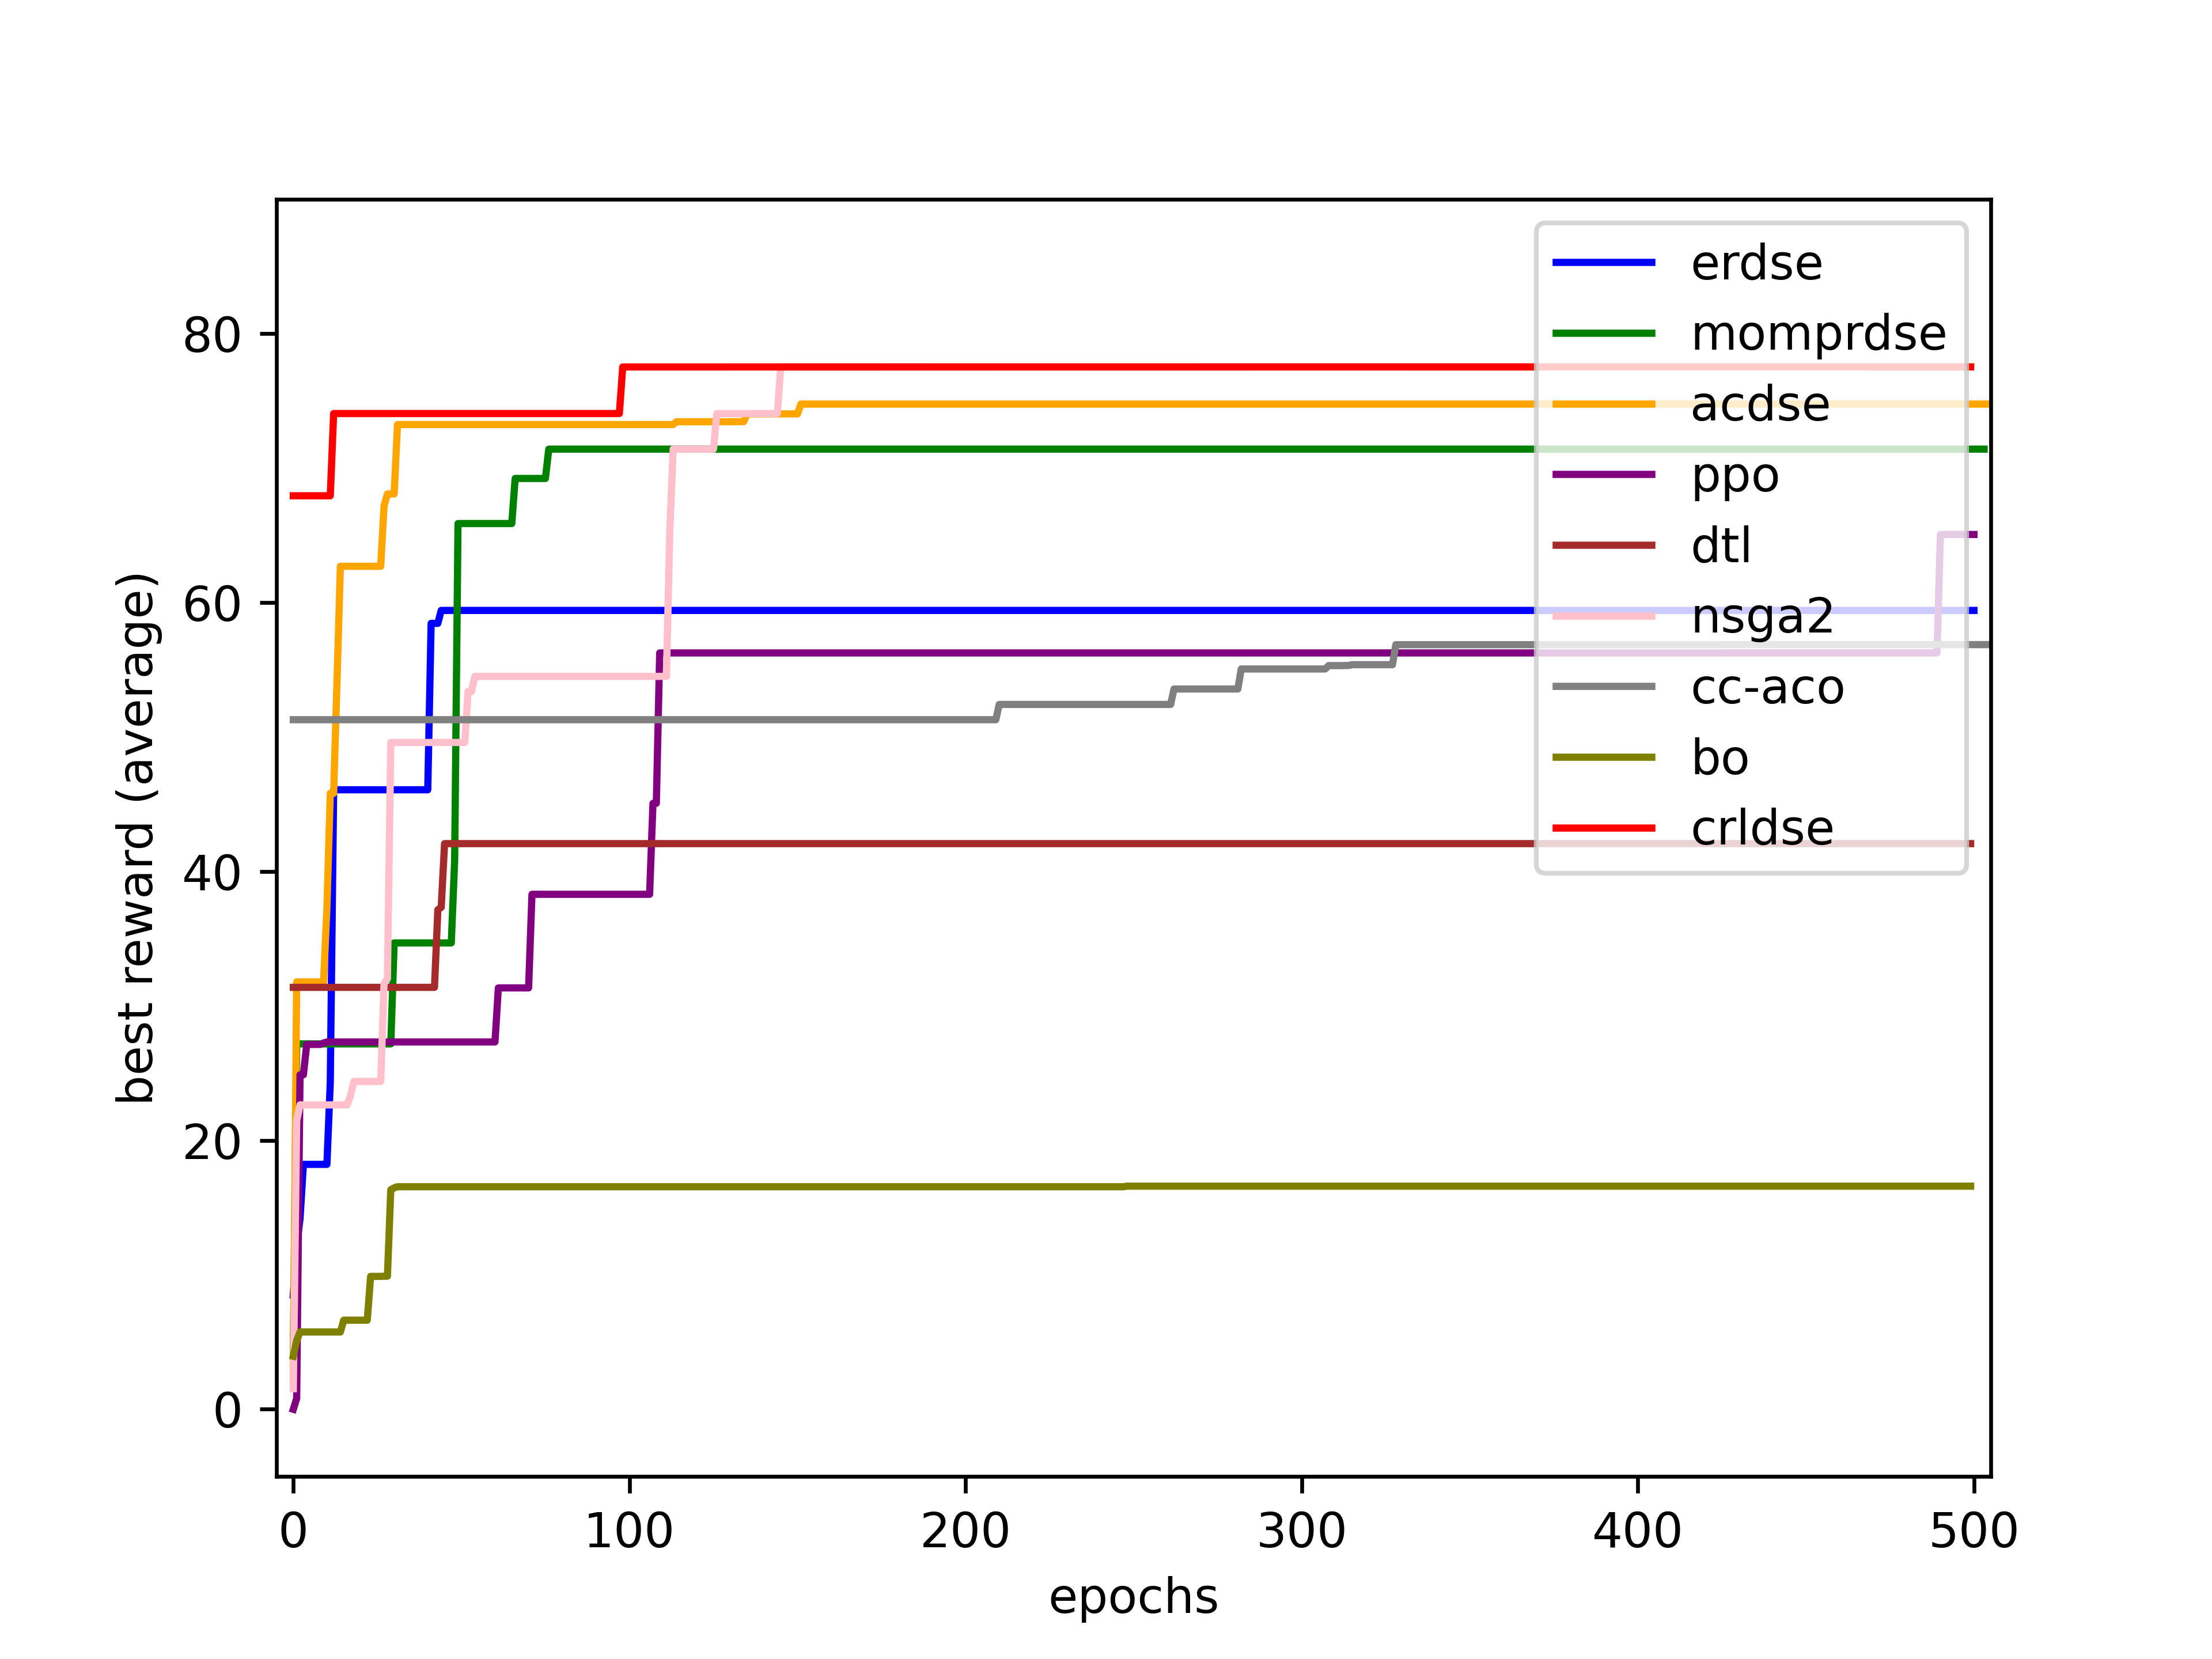 erdse
momprdse
acdse
ppo
dtl
nsga2
cc-aco
bo
crldse
80
60
40
20
0
best reward (average)
0 100 200 300 400 500
epochs